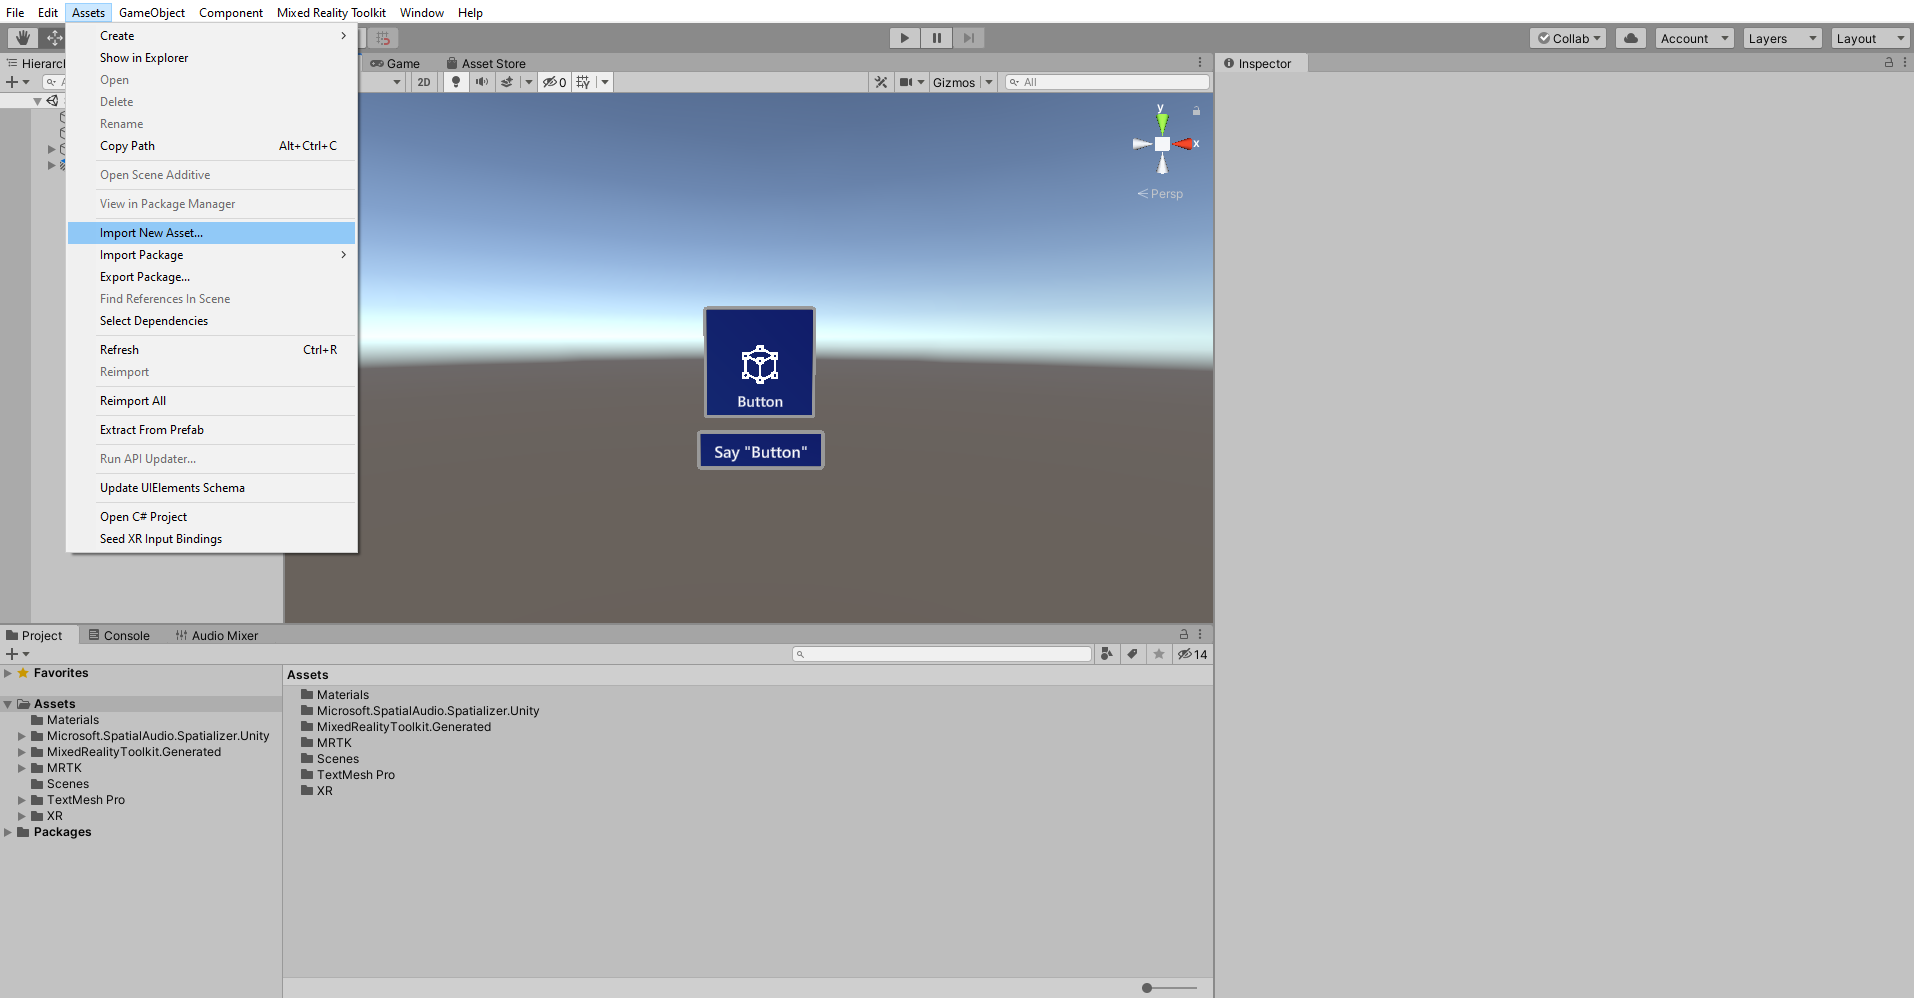 File Edit Assets GameObject Component Mixed Reality Toolkit Window Help
Collab Account Layers Layout
Create
Show in Explorer
Open
Delete
Rename
Copy Path Alt+Ctrl+C
Open Scene Additive
View in Package Manager
Import New Asset...
Import Package
Export Package...
Find References In Scene
Select Dependencies
Refresh Ctrl+R
Reimport
Reimport All
Extract From Prefab
Run API Updater...
Update UIElements Schema
Open C# Project
Seed XR Input Bindings
Game Asset Store
2D 0 Gizmos All
y
x
Persp
Button
Say "Button"
Inspector
Project Console Audio Mixer
14
Favorites
Assets
Materials
Microsoft.SpatialAudio.Spatializer.Unity
MixedRealityToolkit.Generated
MRTK
Scenes
TextMesh Pro
XR
Packages
Assets
Materials
Microsoft.SpatialAudio.Spatializer.Unity
MixedRealityToolkit.Generated
MRTK
Scenes
TextMesh Pro
XR